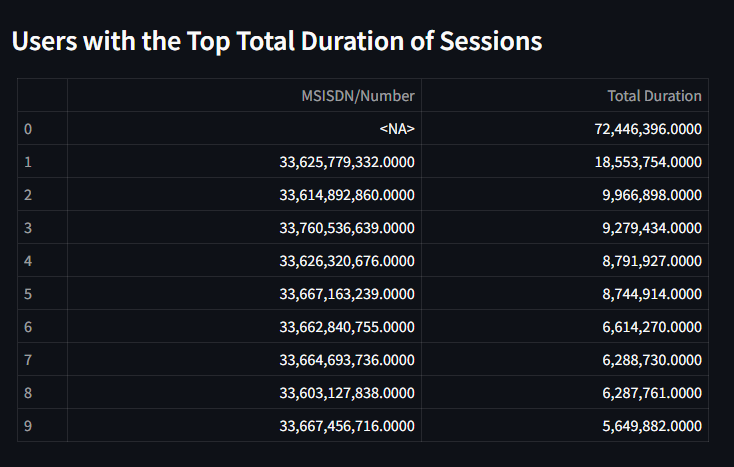 Users with the Top Total Duration of Sessions
MSISDN/Number Total Duration
0 <NA> 72,446,396.0000
1 33,625,779,332.0000 18,553,754.0000
2 33,614,892,860.0000 9,966,898.0000
3 33,760,536,639.0000 9,279,434.0000
4 33,626,320,676.0000 8,791,927.0000
5 33,667,163,239.0000 8,744,914.0000
6 33,662,840,755.0000 6,614,270.0000
7 33,664,693,736.0000 6,288,730.0000
8 33,603,127,838.0000 6,287,761.0000
9 33,667,456,716.0000 5,649,882.0000